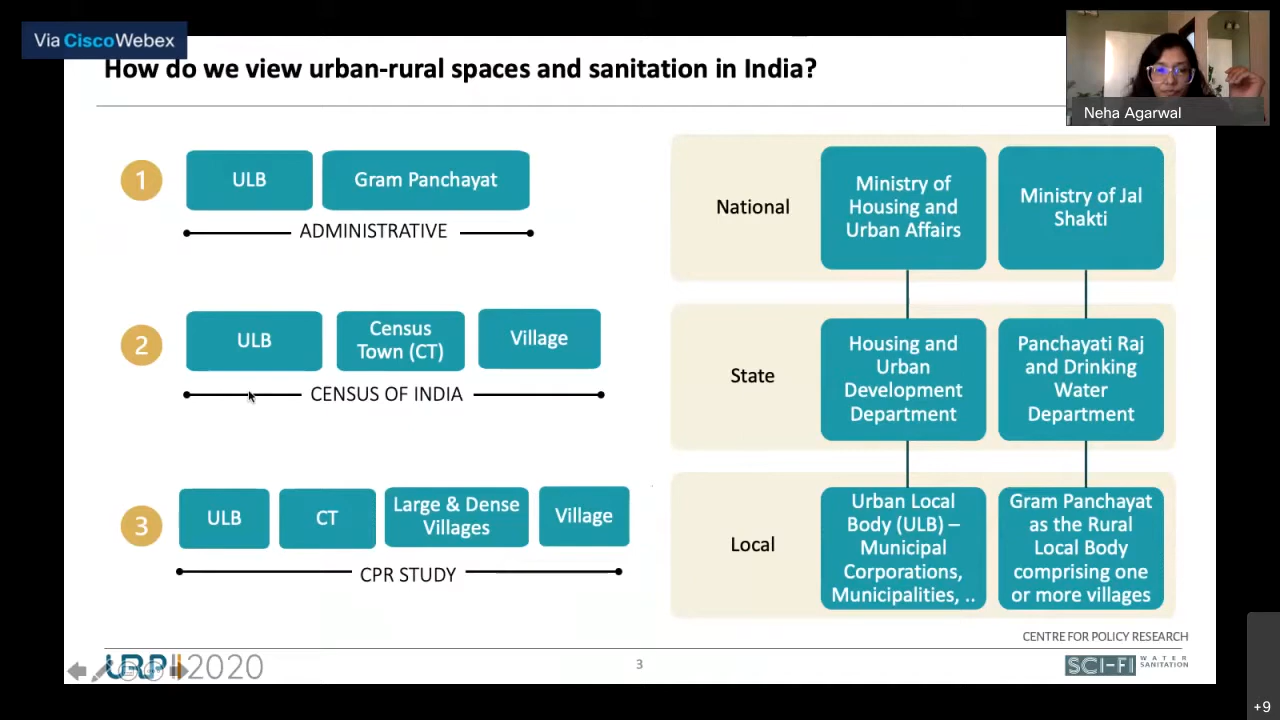 Via CiscoWebex
How do we view urban-rural spaces and sanitation in India?
Neha Agarwal
1
ULB
Gram Panchayat
ADMINISTRATIVE
2
ULB
Census
Town (CT)
Village
CENSUS OF INDIA
3
ULB
CT
Large & Dense
Villages
Village
CPR STUDY
National
Ministry of
Housing and
Urban Affairs
Ministry of Jal
Shakti
State
Housing and
Urban
Development
Department
Panchayati Raj
and Drinking
Water
Department
Local
Urban Local
Body (ULB) –
Municipal
Corporations,
Municipalities, ..
Gram Panchayat
as the Rural
Local Body
comprising one
or more villages
CENTRE FOR POLICY RESEARCH
2020
3
SCI-FI
WATER
SANITATION
+9